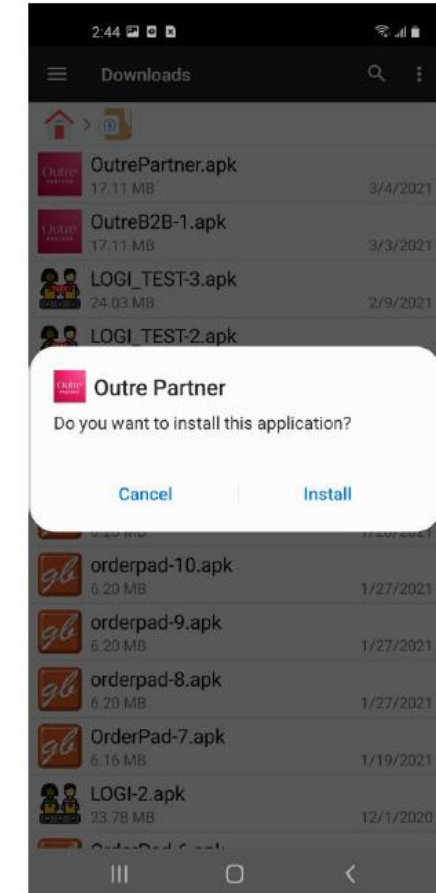 2:44
Downloads
OutrePartner.apk
17.11 MB 3/4/2021
OutreB2B-1.apk
17.11 MB 3/3/2021
LOGI_TEST-3.apk
24.03 MB 2/9/2021
LOGI_TEST-2.apk
Outre Partner
Do you want to install this application?
Cancel Install
orderpad-10.apk
6.20 MB 1/27/2021
orderpad-9.apk
6.20 MB 1/27/2021
orderpad-8.apk
6.20 MB 1/27/2021
OrderPad-7.apk
6.16 MB 1/19/2021
LOGI-2.apk
23.78 MB 12/1/2020